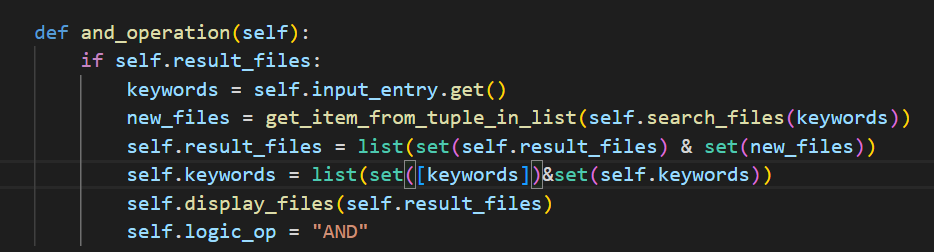 def and_operation(self):
if self.result_files:
keywords = self.input_entry.get()
new_files = get_item_from_tuple_in_list(self.search_files(keywords))
self.result_files = list(set(self.result_files) & set(new_files))
self.keywords = list(set([keywords])&set(self.keywords))
self.display_files(self.result_files)
self.logic_op = "AND"